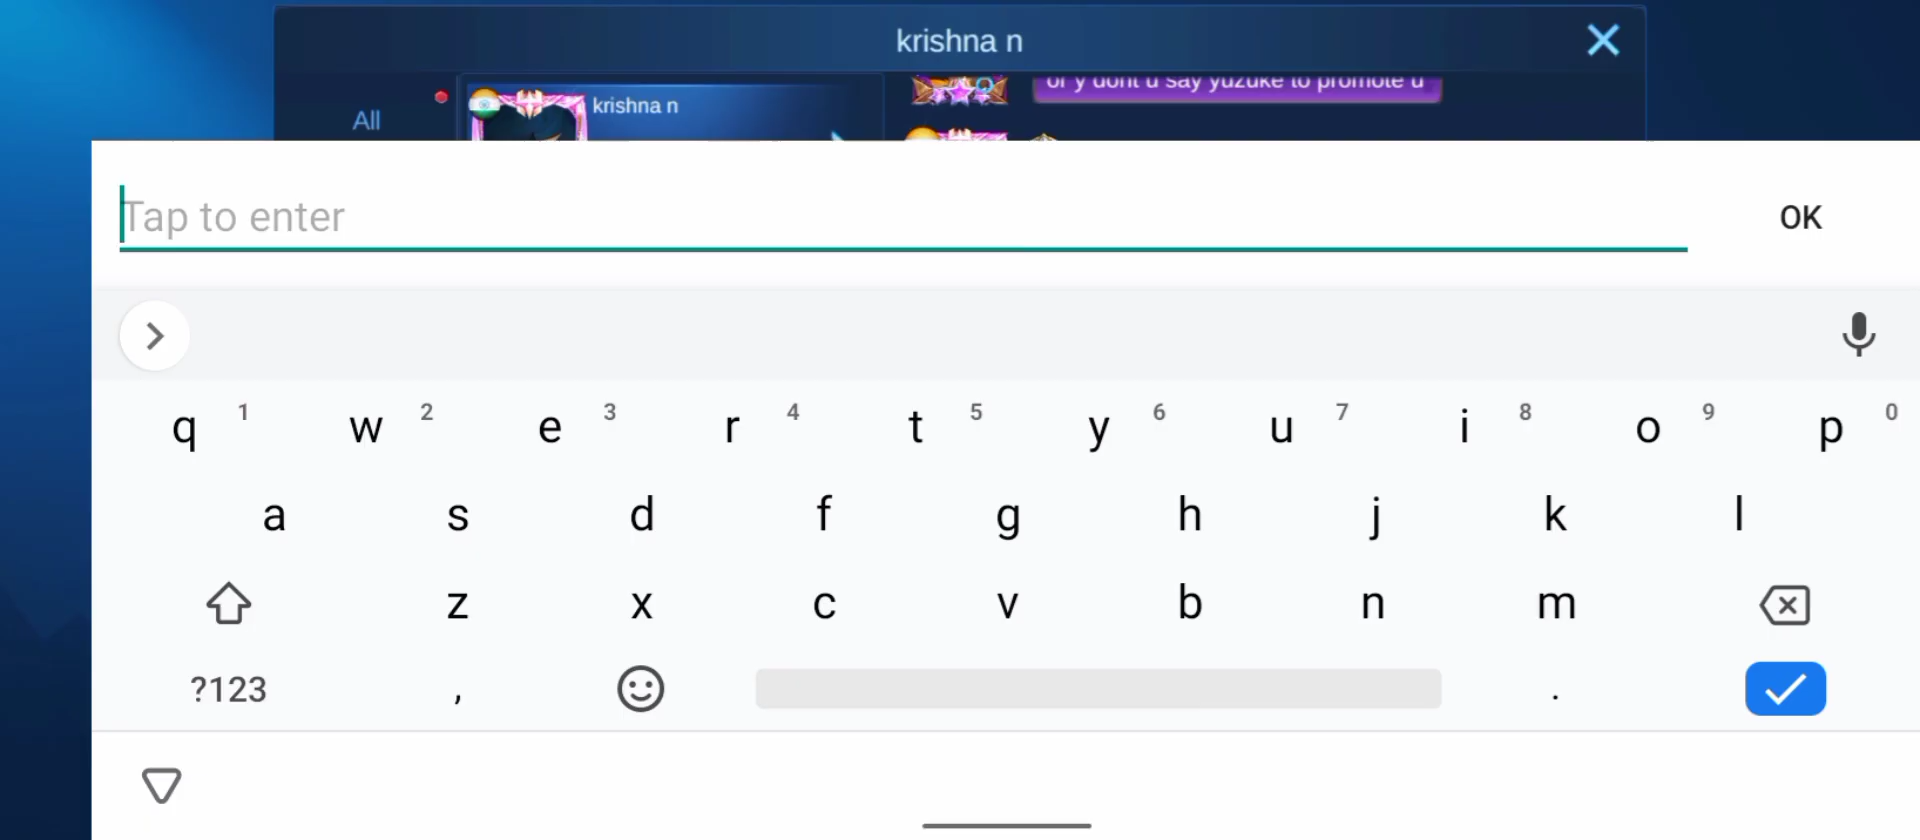 krishna n
All
krishna n
or y dont u say yuzuke to promote u
Tap to enter
OK
q 1 w 2 e 3 r 4 t 5 y 6 u 7 i 8 o 9 p 0
a s d f g h j k l
z x c v b n m
?123 , .